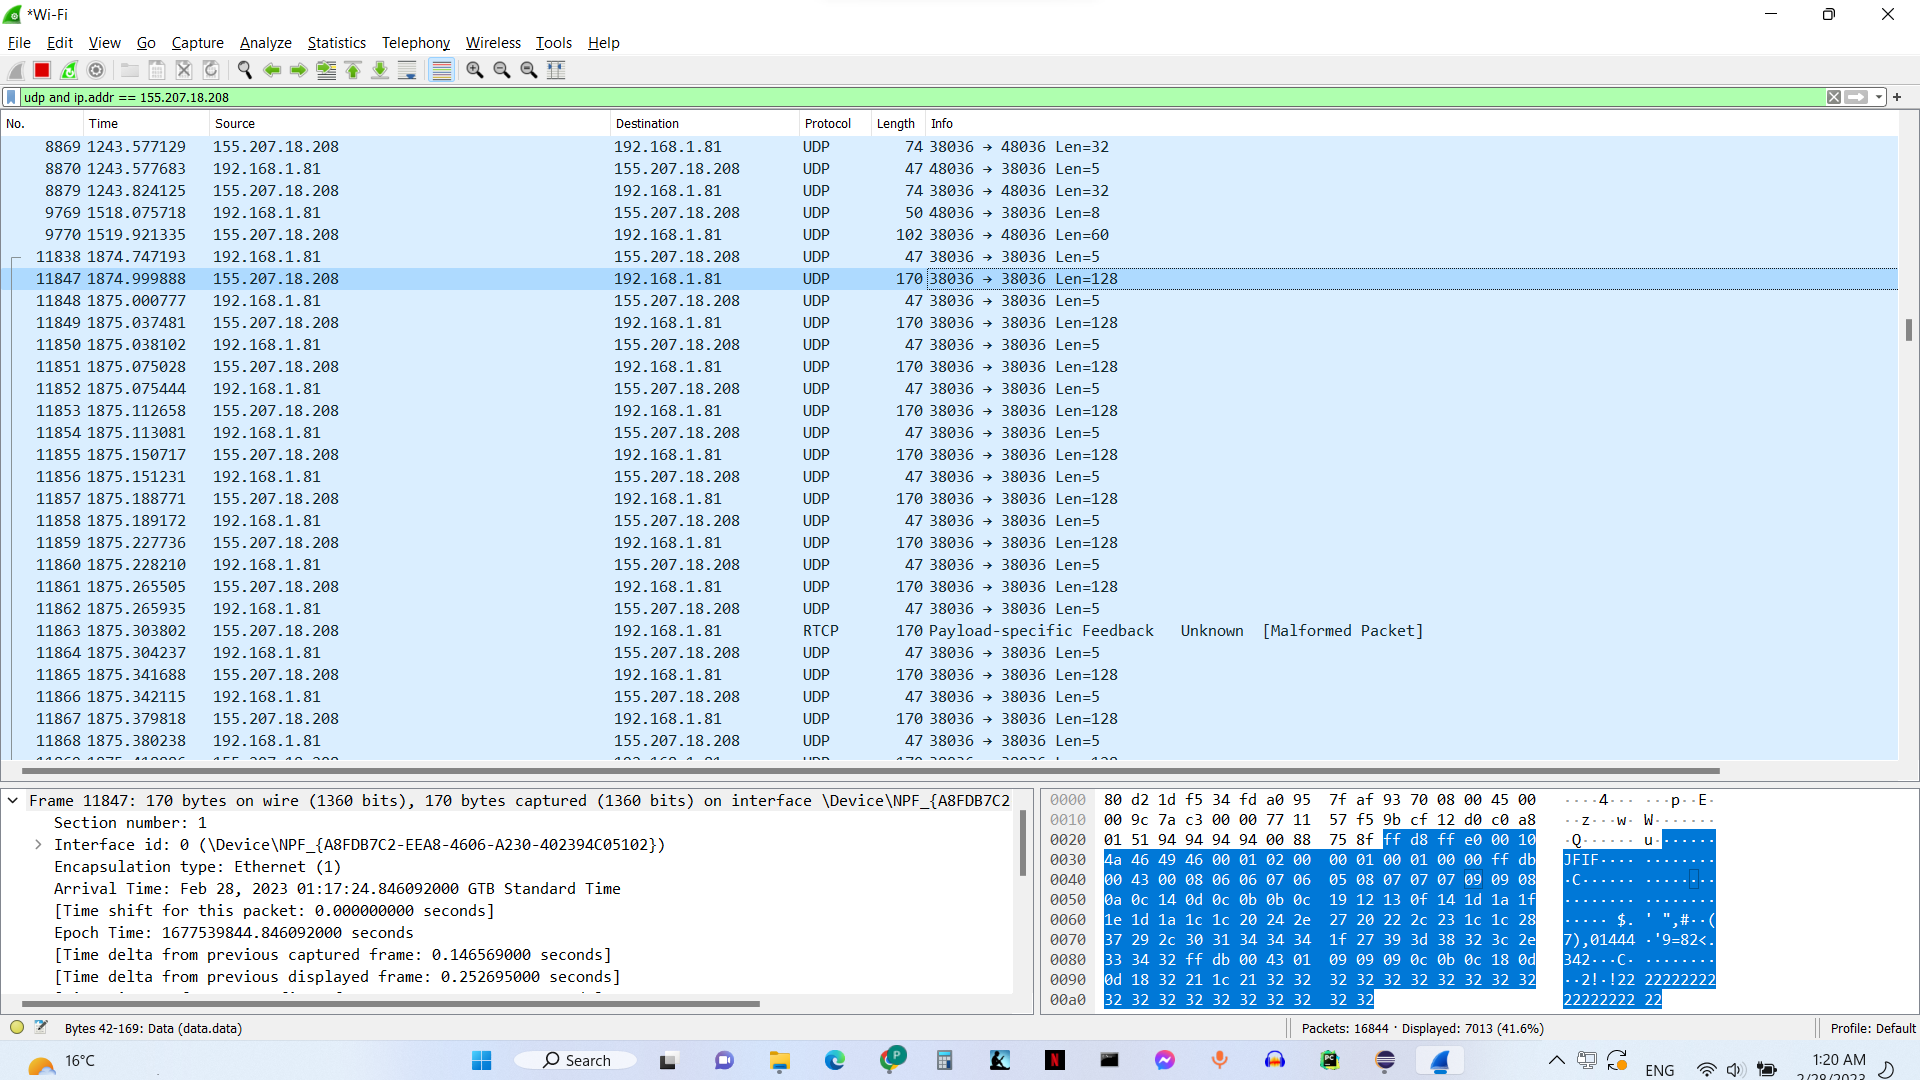 *Wi-Fi
File Edit View Go Capture Analyze Statistics Telephony Wireless Tools Help
udp and ip.addr == 155.207.18.208
No. Time Source Destination Protocol Length Info
8869 1243.577129 155.207.18.208 192.168.1.81 UDP 74 38036 → 48036 Len=32
8870 1243.577683 192.168.1.81 155.207.18.208 UDP 47 48036 → 38036 Len=5
8879 1243.824125 155.207.18.208 192.168.1.81 UDP 74 38036 → 48036 Len=32
9769 1518.075718 192.168.1.81 155.207.18.208 UDP 50 48036 → 38036 Len=8
9770 1519.921335 155.207.18.208 192.168.1.81 UDP 102 38036 → 48036 Len=60
11838 1874.747193 192.168.1.81 155.207.18.208 UDP 47 38036 → 38036 Len=5
11847 1874.999888 155.207.18.208 192.168.1.81 UDP 170 38036 → 38036 Len=128
11848 1875.000777 192.168.1.81 155.207.18.208 UDP 47 38036 → 38036 Len=5
11849 1875.037481 155.207.18.208 192.168.1.81 UDP 170 38036 → 38036 Len=128
11850 1875.038102 192.168.1.81 155.207.18.208 UDP 47 38036 → 38036 Len=5
11851 1875.075028 155.207.18.208 192.168.1.81 UDP 170 38036 → 38036 Len=128
11852 1875.075444 192.168.1.81 155.207.18.208 UDP 47 38036 → 38036 Len=5
11853 1875.112658 155.207.18.208 192.168.1.81 UDP 170 38036 → 38036 Len=128
11854 1875.113081 192.168.1.81 155.207.18.208 UDP 47 38036 → 38036 Len=5
11855 1875.150717 155.207.18.208 192.168.1.81 UDP 170 38036 → 38036 Len=128
11856 1875.151231 192.168.1.81 155.207.18.208 UDP 47 38036 → 38036 Len=5
11857 1875.188771 155.207.18.208 192.168.1.81 UDP 170 38036 → 38036 Len=128
11858 1875.189172 192.168.1.81 155.207.18.208 UDP 47 38036 → 38036 Len=5
11859 1875.227736 155.207.18.208 192.168.1.81 UDP 170 38036 → 38036 Len=128
11860 1875.228210 192.168.1.81 155.207.18.208 UDP 47 38036 → 38036 Len=5
11861 1875.265505 155.207.18.208 192.168.1.81 UDP 170 38036 → 38036 Len=128
11862 1875.265935 192.168.1.81 155.207.18.208 UDP 47 38036 → 38036 Len=5
11863 1875.303802 155.207.18.208 192.168.1.81 RTCP 170 Payload-specific Feedback Unknown [Malformed Packet]
11864 1875.304237 192.168.1.81 155.207.18.208 UDP 47 38036 → 38036 Len=5
11865 1875.341688 155.207.18.208 192.168.1.81 UDP 170 38036 → 38036 Len=128
11866 1875.342115 192.168.1.81 155.207.18.208 UDP 47 38036 → 38036 Len=5
11867 1875.379818 155.207.18.208 192.168.1.81 UDP 170 38036 → 38036 Len=128
11868 1875.380238 192.168.1.81 155.207.18.208 UDP 47 38036 → 38036 Len=5
Frame 11847: 170 bytes on wire (1360 bits), 170 bytes captured (1360 bits) on interface \Device\NPF_{A8FDB7C2
Section number: 1
Interface id: 0 (\Device\NPF_{A8FDB7C2-EEA8-4606-A230-402394C05102})
Encapsulation type: Ethernet (1)
Arrival Time: Feb 28, 2023 01:17:24.846092000 GTB Standard Time
[Time shift for this packet: 0.000000000 seconds]
Epoch Time: 1677539844.846092000 seconds
[Time delta from previous captured frame: 0.146569000 seconds]
[Time delta from previous displayed frame: 0.252695000 seconds]
0000 80 d2 1d f5 34 fd a0 95 7f af 93 70 08 00 45 00 ····4··· ···p··E·
0010 00 9c 7a c3 00 00 77 11 57 f5 9b cf 12 d0 c0 a8 ··z···w· W·······
0020 01 51 94 94 94 94 00 88 75 8f ff d8 ff e0 00 10 ·Q······ u·······
0030 4a 46 49 46 00 01 02 00 00 01 00 01 00 00 ff db JFIF···· ········
0040 00 43 00 08 06 06 07 06 05 08 07 07 07 09 09 08 ·C······ ········
0050 0a 0c 14 0d 0c 0b 0b 0c 19 12 13 0f 14 1d 1a 1f ········ ········
0060 1e 1d 1a 1c 1c 20 24 2e 27 20 22 2c 23 1c 1c 28 ····· $. ' ",#··(
0070 37 29 2c 30 31 34 34 34 1f 27 39 3d 38 32 3c 2e 7),01444 ·'9=82<.
0080 33 34 32 ff db 00 43 01 09 09 09 0c 0b 0c 18 0d 342···C· ········
0090 0d 18 32 21 1c 21 32 32 32 32 32 32 32 32 32 32 ··2!·!22 22222222
00a0 32 32 32 32 32 32 32 32 32 32 22222222 22
Bytes 42-169: Data (data.data)
Packets: 16844 · Displayed: 7013 (41.6%)
Profile: Default
16°C
Search
ENG
1:20 AM
2/28/2023